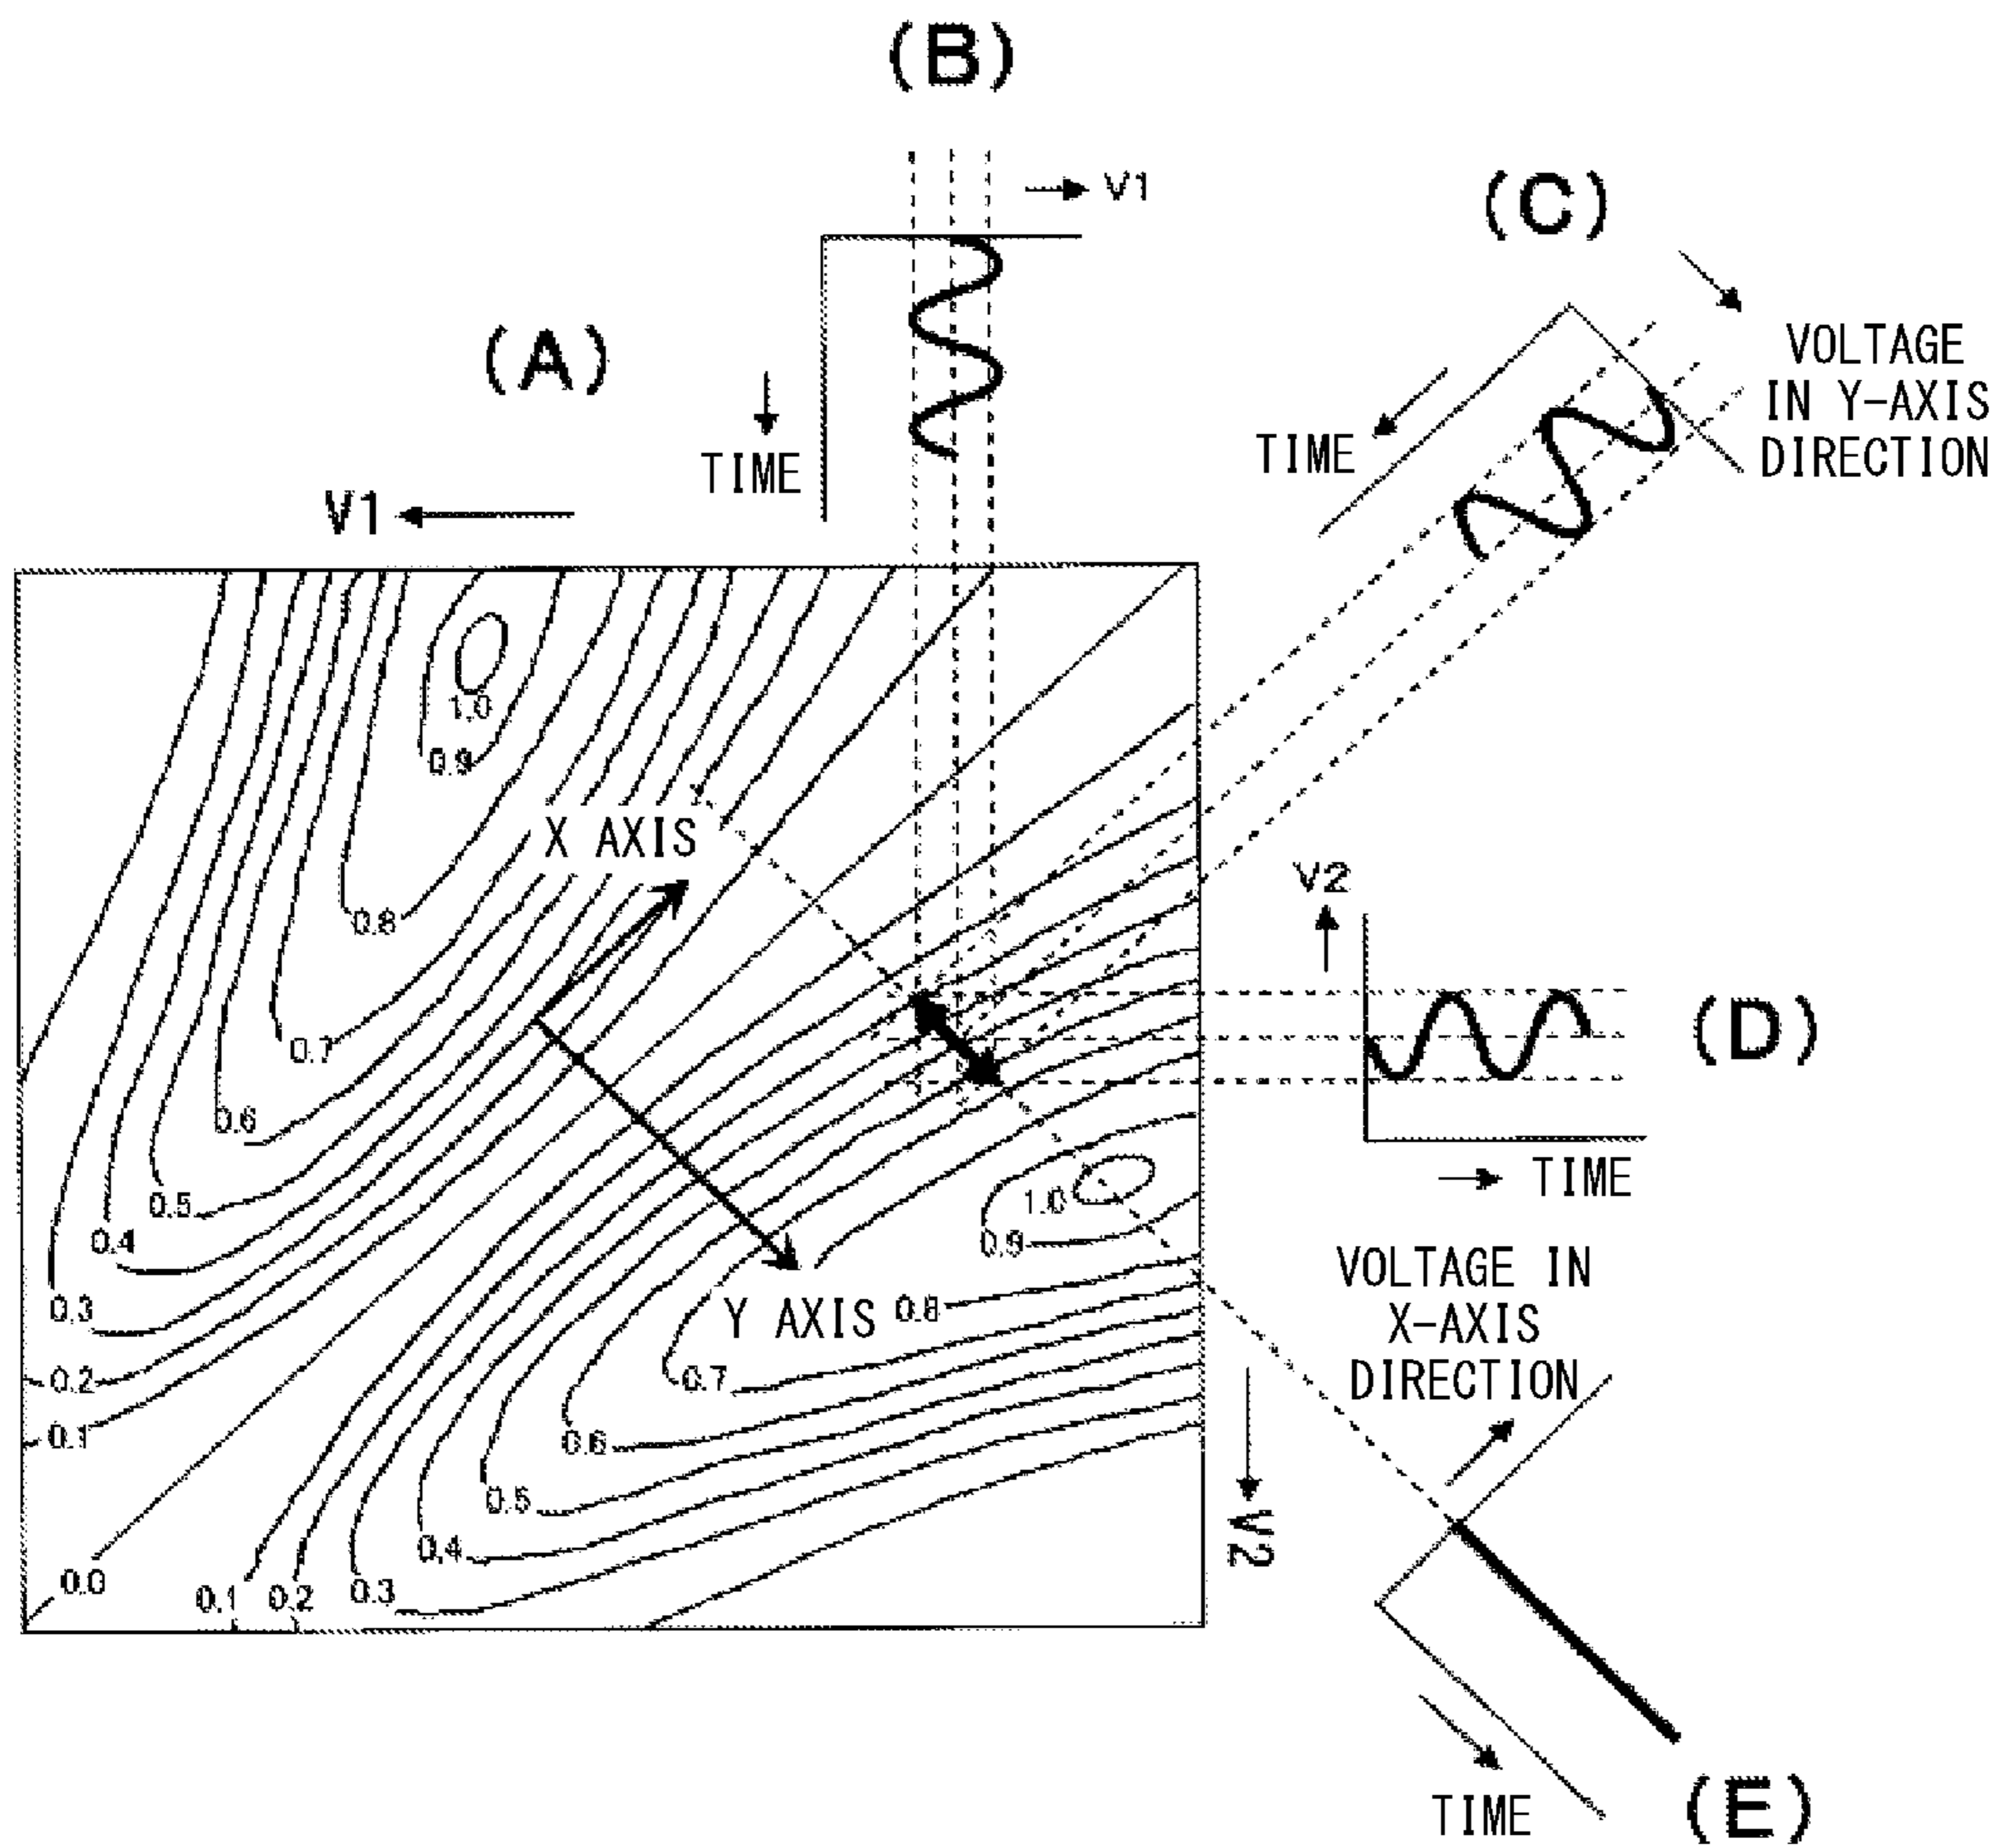 (B)
V1
(C)
VOLTAGE
IN Y-AXIS
DIRECTION
TIME
(A)
TIME
V1
1.0
0.9
X AXIS
0.8
0.7
0.6
0.5
0.4
0.3
0.2
0.1
0.0
0.1
0.2
0.3
0.4
0.5
0.6
0.7
0.8
0.9
1.0
Y AXIS
V2
(D)
TIME
VOLTAGE IN
X-AXIS
DIRECTION
V2
TIME
(E)